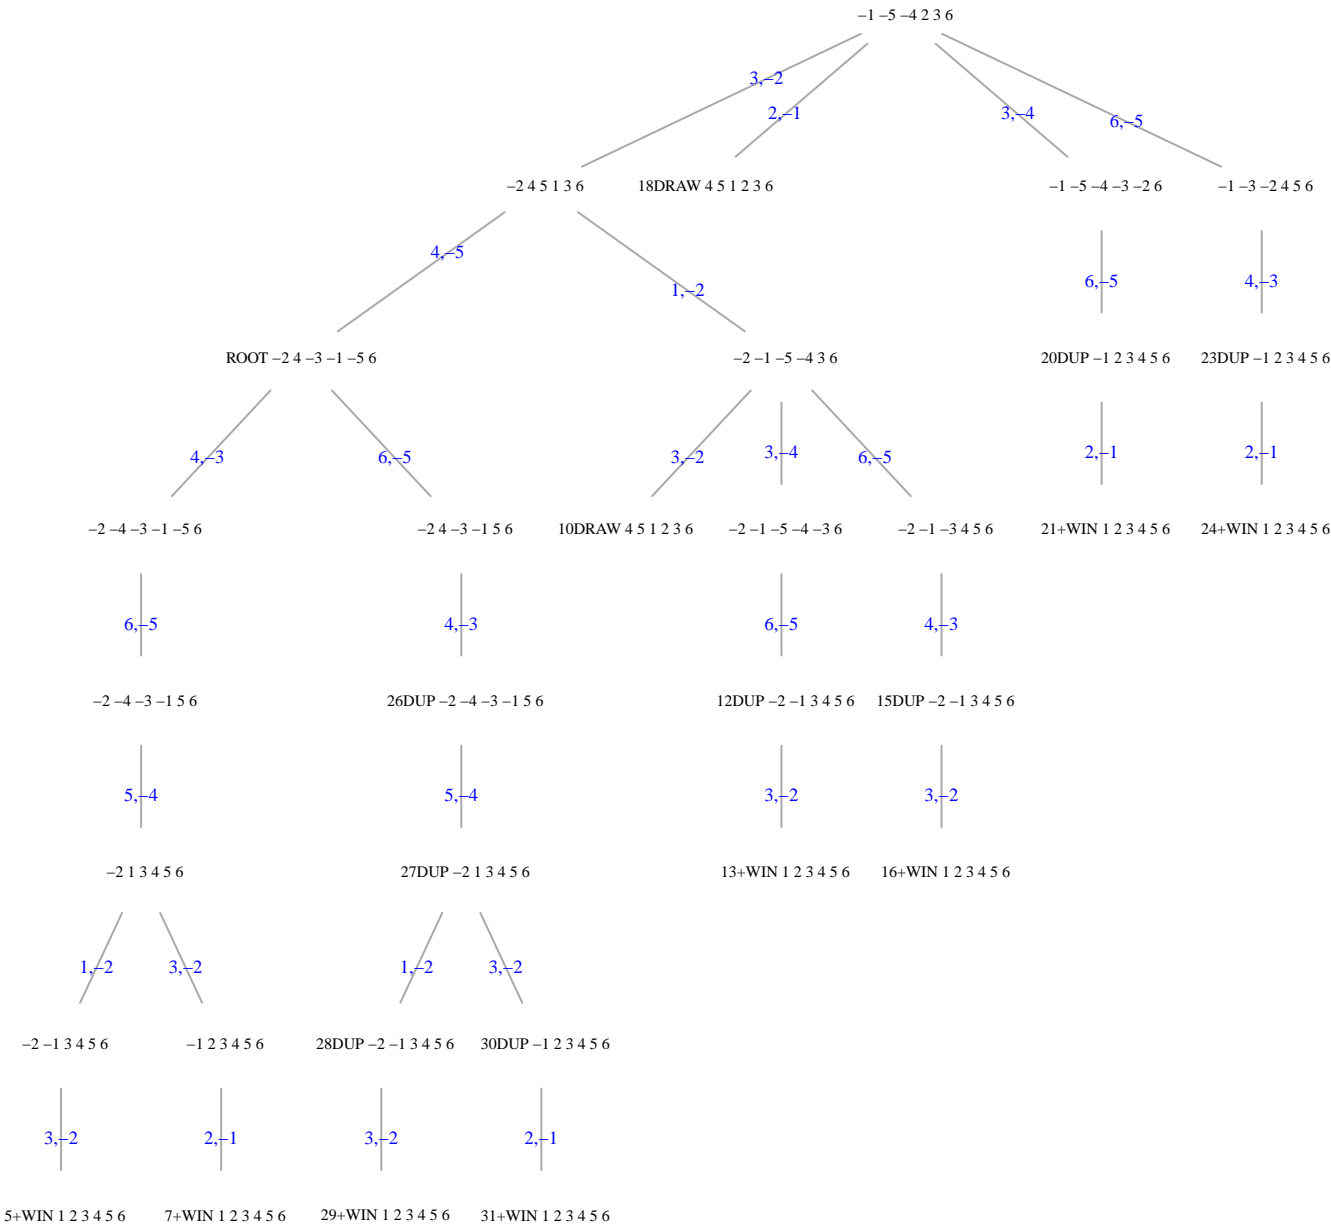 –1 –5 –4 2 3 6
3,–2
2,–1
3,–4
6,–5
–2 4 5 1 3 6
18DRAW 4 5 1 2 3 6
–1 –5 –4 –3 –2 6
–1 –3 –2 4 5 6
4,–5
1,–2
6,–5
4,–3
ROOT –2 4 –3 –1 –5 6
–2 –1 –5 –4 3 6
20DUP –1 2 3 4 5 6
23DUP –1 2 3 4 5 6
4,–3
6,–5
3,–2
3,–4
6,–5
2,–1
2,–1
–2 –4 –3 –1 –5 6
–2 4 –3 –1 5 6
10DRAW 4 5 1 2 3 6
–2 –1 –5 –4 –3 6
–2 –1 –3 4 5 6
21+WIN 1 2 3 4 5 6
24+WIN 1 2 3 4 5 6
6,–5
4,–3
6,–5
4,–3
–2 –4 –3 –1 5 6
26DUP –2 –4 –3 –1 5 6
12DUP –2 –1 3 4 5 6
15DUP –2 –1 3 4 5 6
5,–4
5,–4
3,–2
3,–2
–2 1 3 4 5 6
27DUP –2 1 3 4 5 6
13+WIN 1 2 3 4 5 6
16+WIN 1 2 3 4 5 6
1,–2
3,–2
1,–2
3,–2
–2 –1 3 4 5 6
–1 2 3 4 5 6
28DUP –2 –1 3 4 5 6
30DUP –1 2 3 4 5 6
3,–2
2,–1
3,–2
2,–1
5+WIN 1 2 3 4 5 6
7+WIN 1 2 3 4 5 6
29+WIN 1 2 3 4 5 6
31+WIN 1 2 3 4 5 6